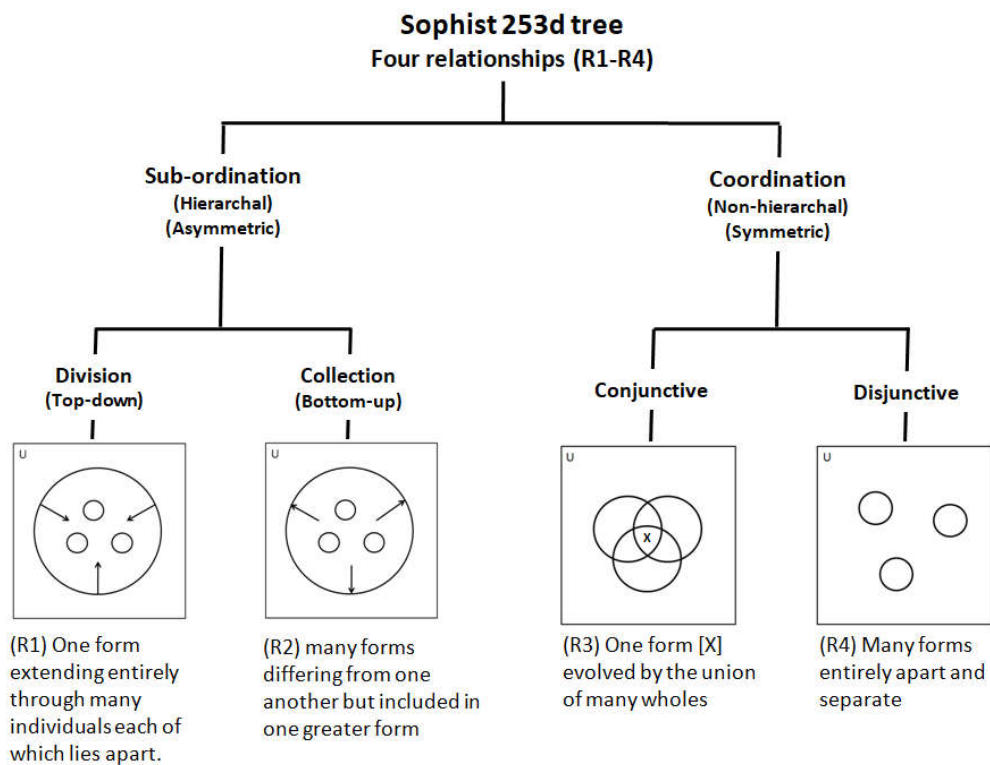 Sophist 253d tree
Four relationships (R1-R4)
Sub-ordination
(Hierarchal)
(Asymmetric)
Coordination
(Non-hierarchal)
(Symmetric)
Division
(Top-down)
Collection
(Bottom-up)
Conjunctive
Disjunctive
U
U
U
X
U
(R1) One form
extending entirely
through many
individuals each of
which lies apart.
(R2) many forms
differing from one
another but included in
one greater form
(R3) One form [X]
evolved by the union
of many wholes
(R4) Many forms
entirely apart and
separate